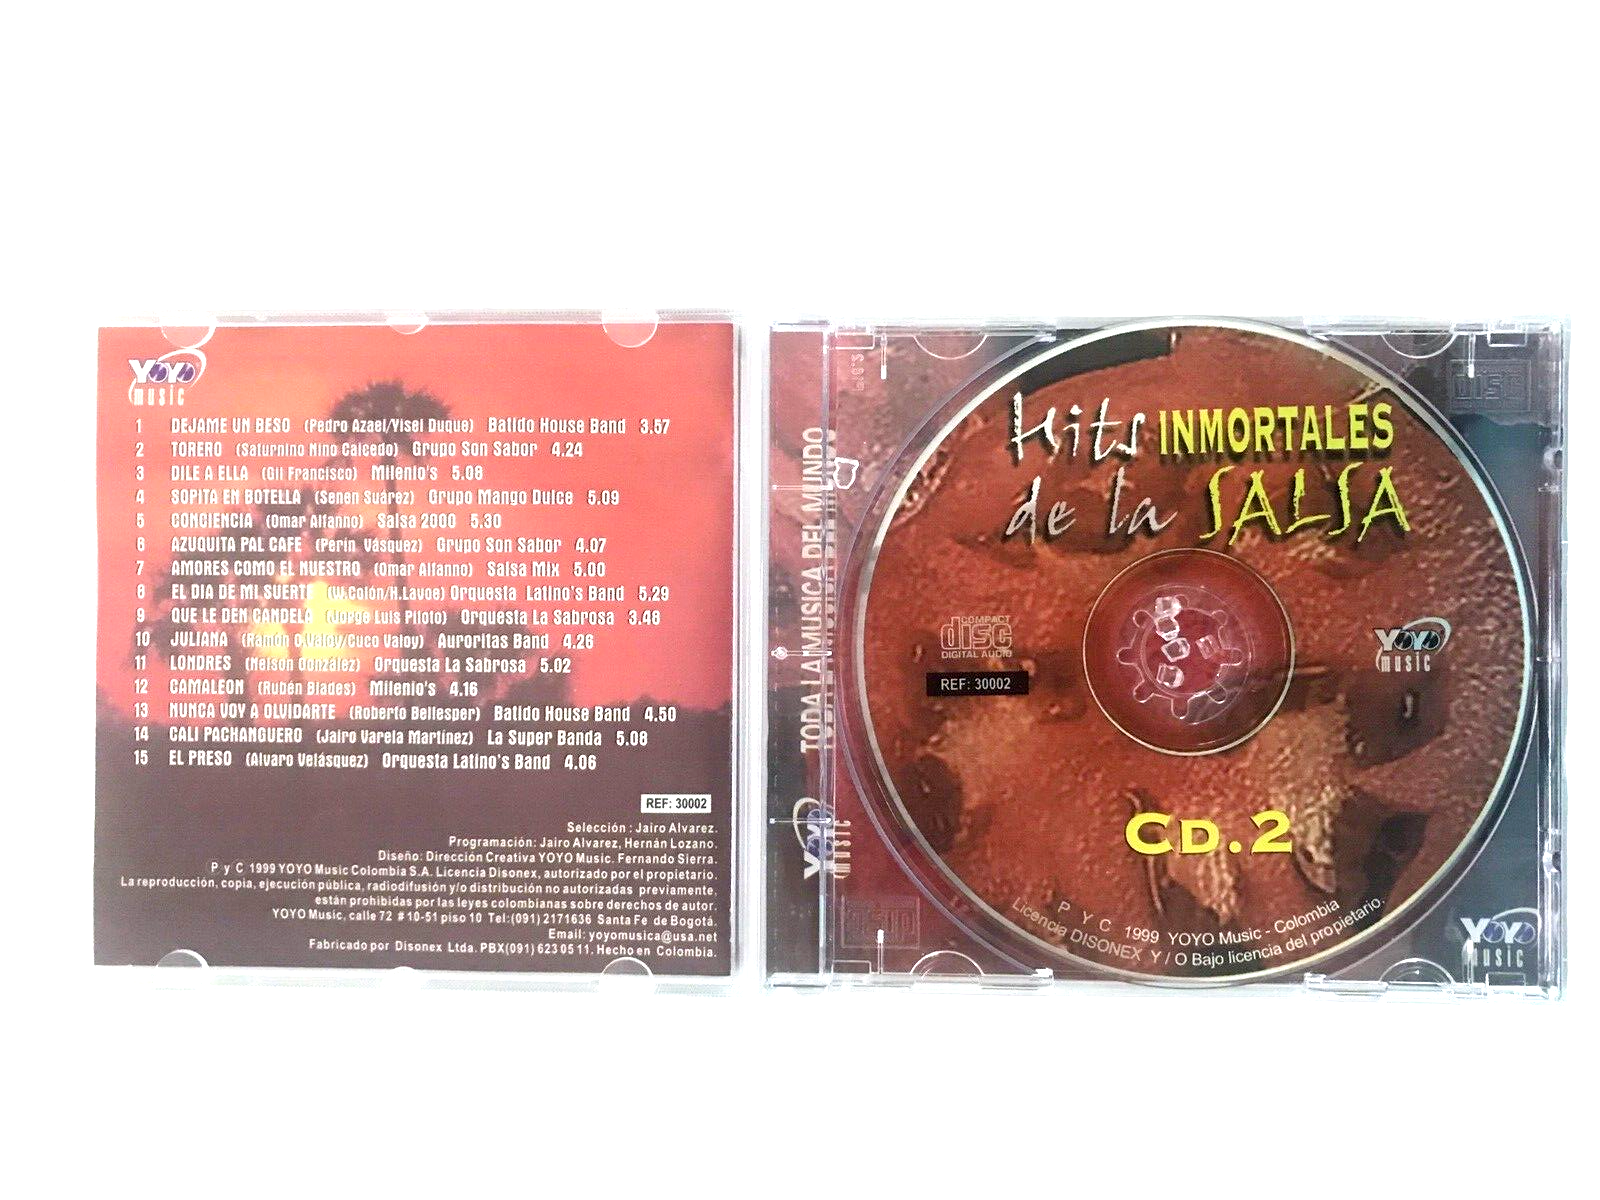 YOYO
music
1 DEJAME UN BESO (Pedro Azael/Yisel Duque) Batido House Band 3.57
2 TORERO (Saturnino Nino Caicedo) Grupo Son Sabor 4.24
3 DILE A ELLA (Gil Francisco) Milenio's 5.08
4 SOPITA EN BOTELLA (Senen Suárez) Grupo Mango Dulce 5.09
5 CONCIENCIA (Omar Alfanho) Salsa 2000 5.30
6 AZUQUITA PAL CAFE (Perin Vásquez) Grupo Son Sabor 4.07
7 AMORES COMO EL NUESTRO (Omar Alfanno) Salsa Mix 5.00
8 EL DIA DE MI SUERTE (W.Colón/H.Lavoe) Orquesta Latino's Band 5.29
9 QUE LE DEN CANDELA (Jorge Luis Piloto) Orquesta La Sabrosa 3.48
10 JULIANA (Ramón O.Valoy/Cuco Valoy) Auroritas Band 4.26
11 LONDRES (Nelson González) Orquesta La Sabrosa 5.02
12 CAMALEON (Rubén Blades) Milenio's 4.16
13 NUNCA VOY A OLVIDARTE (Roberto Bellesper) Batido House Band 4.50
14 CALI PACHANGUERO (Jairo Varela Martínez) La Super Banda 5.08
15 EL PRESO (Alvaro Velásquez) Orquesta Latino's Band 4.06
REF: 30002
Selección : Jairo Alvarez.
Programación: Jairo Alvarez, Hernán Lozano.
Diseño: Dirección Creativa YOYO Music. Fernando Sierra.
P y C 1999 YOYO Music Colombia S.A. Licencia Disonex, autorizado por el propietario.
La reproducción, copia, ejecución pública, radiodifusión y/o distribución no autorizadas previamente,
están prohibidas por las leyes colombianas sobre derechos de autor.
YOYO Music, calle 72 # 10-51 piso 10 Tel:(091) 2171636 Santa Fe de Bogotá.
Email: yoyomusica@usa.net
Fabricado por Disonex Ltda. PBX(091) 623 05 11. Hecho en Colombia.
TODA LA MUSICA DEL MUNDO
YOYO
music
Hits INMORTALES
de la SALSA
COMPACT
disc
DIGITAL AUDIO
REF: 30002
YOYO
music
CD.2
P Y C 1999 YOYO Music - Colombia
Licencia DISONEX Y / O Bajo licencia del propietario.
YOYO
music
DISC